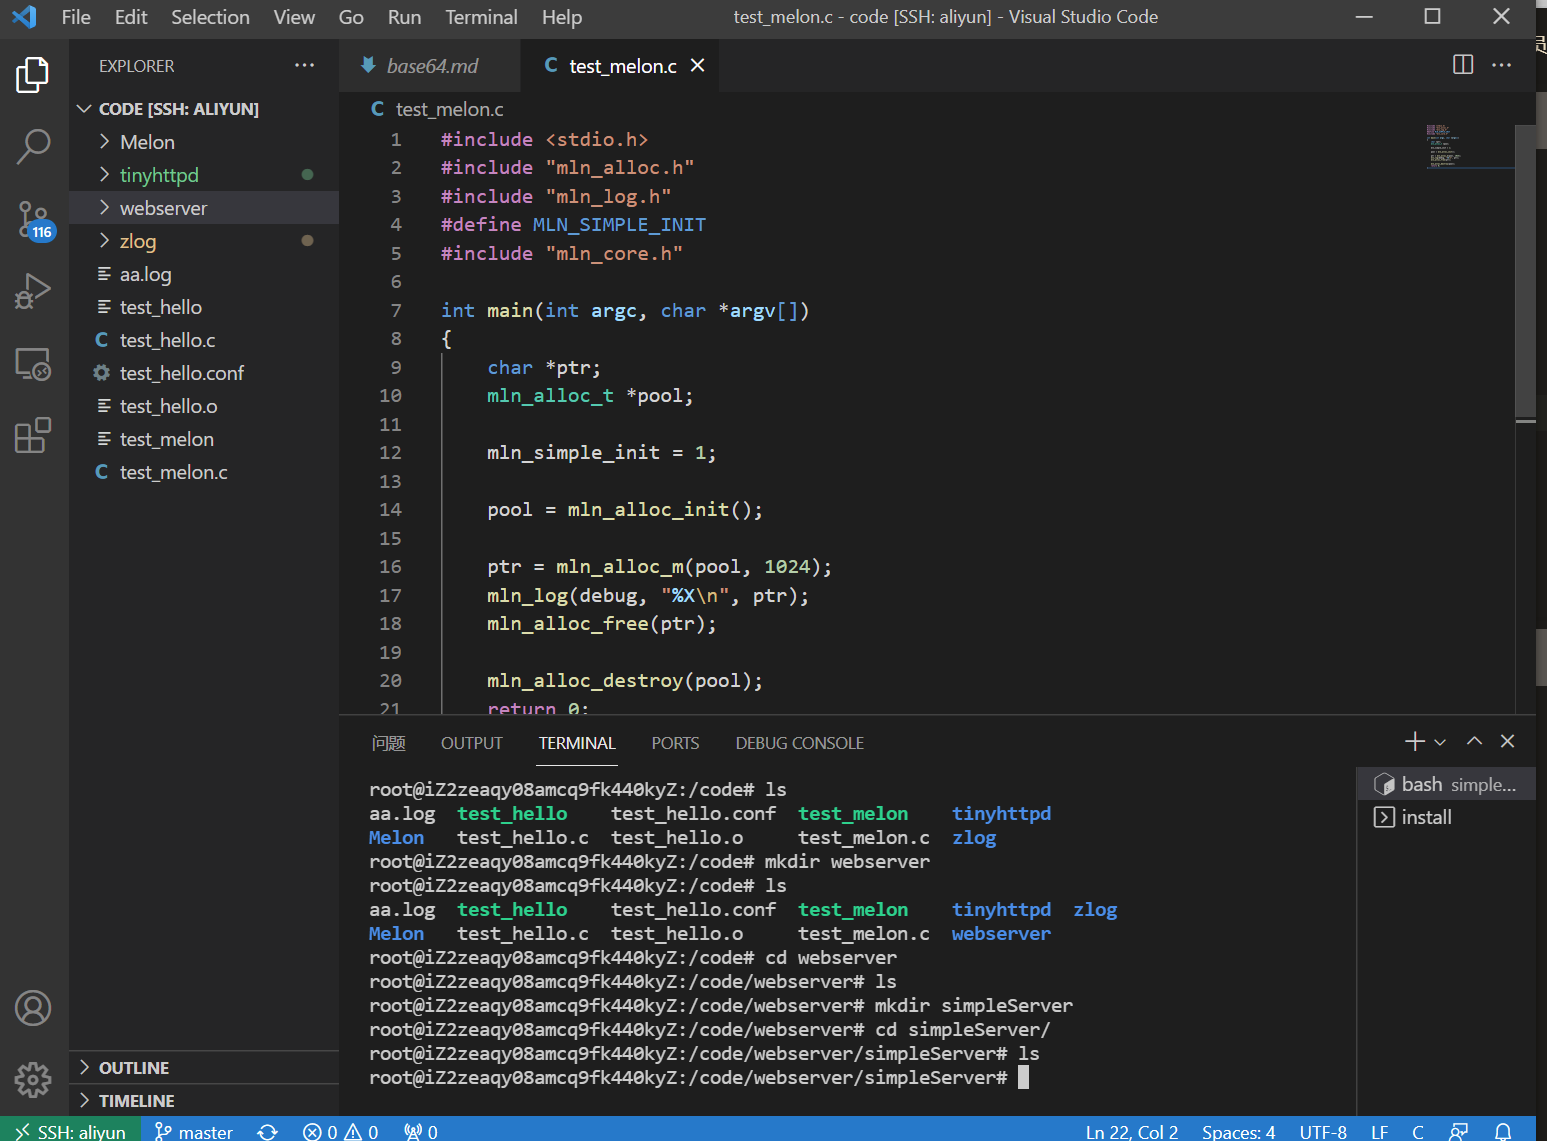 File Edit Selection View Go Run Terminal Help test_melon.c - code [SSH: aliyun] - Visual Studio Code
EXPLORER ···
CODE [SSH: ALIYUN]
Melon
tinyhttpd
webserver
zlog
aa.log
test_hello
test_hello.c
test_hello.conf
test_hello.o
test_melon
test_melon.c
116
OUTLINE
TIMELINE
base64.md C test_melon.c
C test_melon.c
1 #include <stdio.h>
2 #include "mln_alloc.h"
3 #include "mln_log.h"
4 #define MLN_SIMPLE_INIT
5 #include "mln_core.h"
6
7 int main(int argc, char *argv[])
8 {
9 char *ptr;
10 mln_alloc_t *pool;
11
12 mln_simple_init = 1;
13
14 pool = mln_alloc_init();
15
16 ptr = mln_alloc_m(pool, 1024);
17 mln_log(debug, "%X\n", ptr);
18 mln_alloc_free(ptr);
19
20 mln_alloc_destroy(pool);
21 return 0;
问题 OUTPUT TERMINAL PORTS DEBUG CONSOLE
root@iZ2zeaqy08amcq9fk440kyZ:/code# ls
aa.log test_hello test_hello.conf test_melon tinyhttpd
Melon test_hello.c test_hello.o test_melon.c zlog
root@iZ2zeaqy08amcq9fk440kyZ:/code# mkdir webserver
root@iZ2zeaqy08amcq9fk440kyZ:/code# ls
aa.log test_hello test_hello.conf test_melon tinyhttpd zlog
Melon test_hello.c test_hello.o test_melon.c webserver
root@iZ2zeaqy08amcq9fk440kyZ:/code# cd webserver
root@iZ2zeaqy08amcq9fk440kyZ:/code/webserver# ls
root@iZ2zeaqy08amcq9fk440kyZ:/code/webserver# mkdir simpleServer
root@iZ2zeaqy08amcq9fk440kyZ:/code/webserver# cd simpleServer/
root@iZ2zeaqy08amcq9fk440kyZ:/code/webserver/simpleServer# ls
root@iZ2zeaqy08amcq9fk440kyZ:/code/webserver/simpleServer#
bash simple...
install
SSH: aliyun master 0 0 0 Ln 22, Col 2 Spaces: 4 UTF-8 LF C